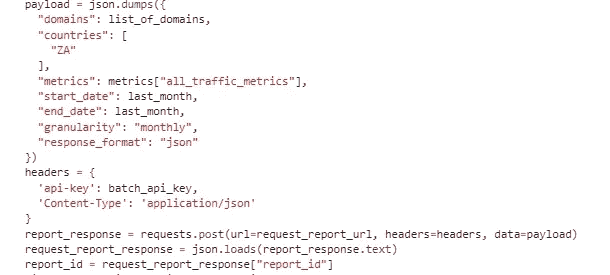 payload = json.dumps({
"domains": list_of_domains,
"countries": [
"ZA"
],
"metrics": metrics["all_traffic_metrics"],
"start_date": last_month,
"end_date": last_month,
"granularity": "monthly",
"response_format": "json"
})
headers = {
'api-key': batch_api_key,
'Content-Type': 'application/json'
}
report_response = requests.post(url=request_report_url, headers=headers, data=payload)
request_report_response = json.loads(report_response.text)
report_id = request_report_response["report_id"]